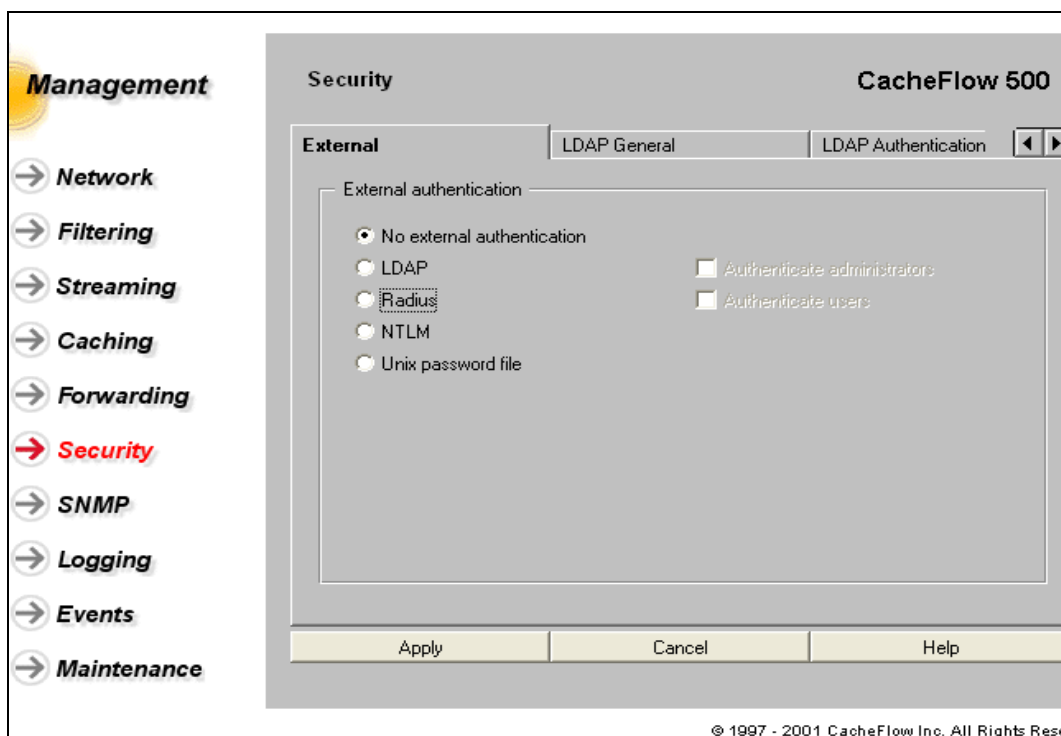 Management
Network
Filtering
Streaming
Caching
Forwarding
Security
SNMP
Logging
Events
Maintenance
Security
CacheFlow 500
External
LDAP General
LDAP Authentication
External authentication
No external authentication
LDAP
Radius
NTLM
Unix password file
Authenticate administrators
Authenticate users
Apply
Cancel
Help
© 1997 - 2001 CacheFlow Inc. All Rights Res